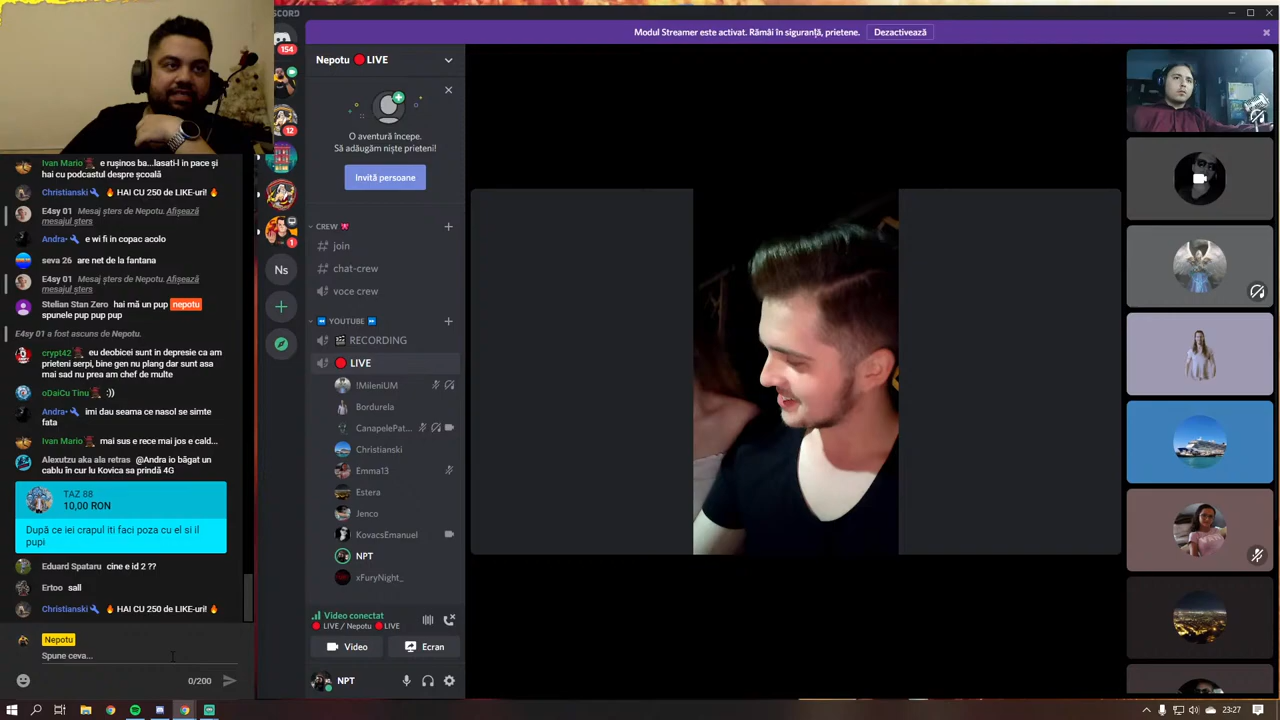 SCORD
Modul Streamer este activat. Rămâi în siguranță, prietene.
Dezactivează
154
12
1
Ns
Nepotu 🔴 LIVE
O aventură începe.
Să adăugăm niște prieteni!
Invită persoane
CREW
join
chat-crew
voce crew
YOUTUBE
RECORDING
LIVE
!MileniUM
Bordurela
CanapelePat...
Christianski
Emma13
Estera
Jenco
KovacsEmanuel
NPT
xFuryNight_
Video conectat
🔴 LIVE / Nepotu 🔴 LIVE
Video
Ecran
NPT
Ivan Mario e rușinos ba...lasati-l in pace și
hai cu podcastul despre școală
Christianski 🔥 HAI CU 250 de LIKE-uri! 🔥
E4sy 01 Mesaj șters de Nepotu. Afișează
mesajul șters
Andra• e wi fi in copac acolo
seva 26 are net de la fantana
E4sy 01 Mesaj șters de Nepotu. Afișează
mesajul șters
Stelian Stan Zero hai mă un pup nepotu
spunele pup pup pup
E4sy 01 a fost ascuns de Nepotu.
crypt42 eu deobicei sunt in depresie ca am
prieteni serpi, bine gen nu plang dar sunt asa
mai sad nu prea am chef de multe
oDaiCu Tinu :))
Andra• imi dau seama ce nasol se simte
fata
Ivan Mario mai sus e rece mai jos e cald...
Alexutzu aka ala retras @Andra io băgat un
cablu în cur lu Kovica sa prindă 4G
TAZ 88
10,00 RON
După ce iei crapul iti faci poza cu el si il
pupi
Eduard Spataru cine e id 2 ??
Ertoo sall
Christianski 🔥 HAI CU 250 de LIKE-uri! 🔥
Nepotu
Spune ceva...
0/200
23:27